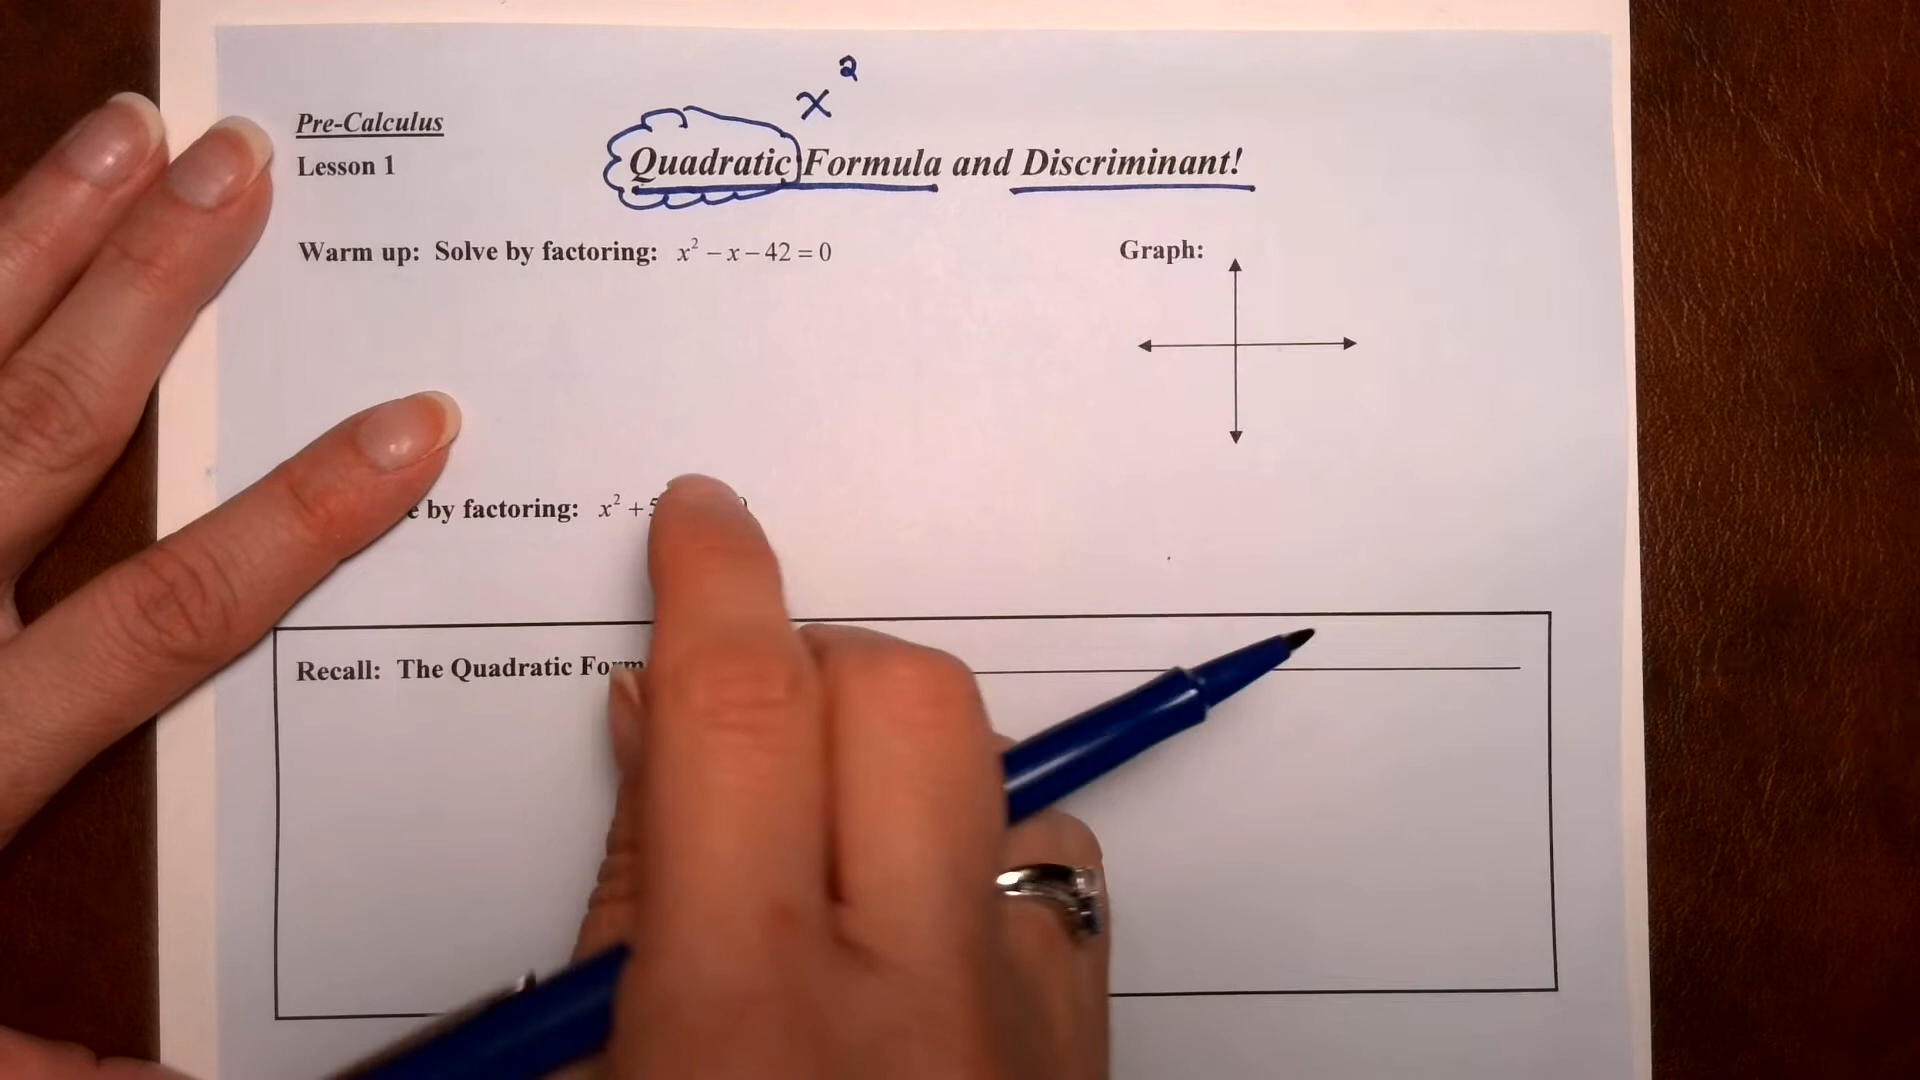 x²
Pre-Calculus
Quadratic Formula and Discriminant!
Lesson 1
Warm up: Solve by factoring: x² − x − 42 = 0
Graph:
by factoring: x² +
Recall: The Quadratic